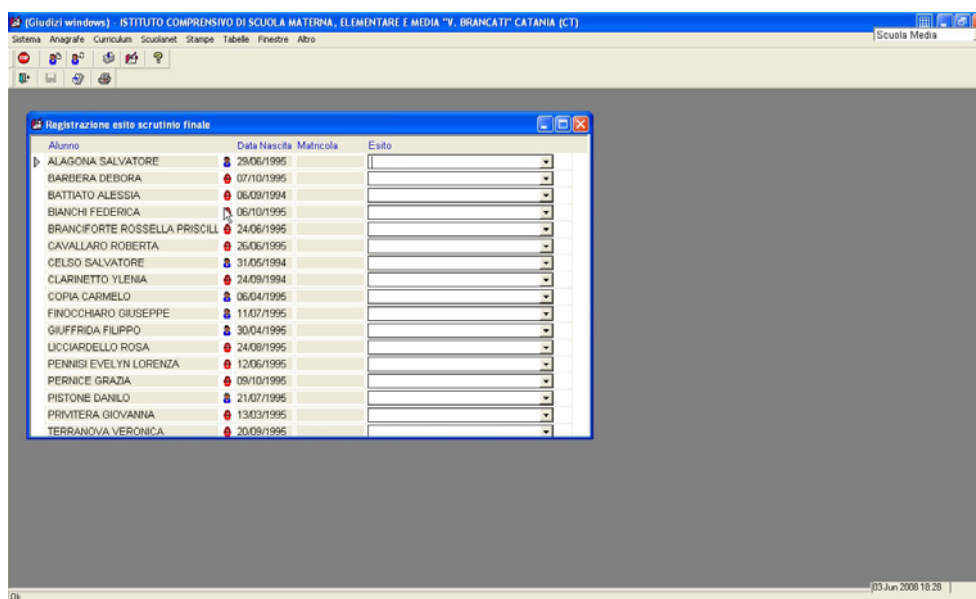 (Giudizi windows) - ISTITUTO COMPRENSIVO DI SCUOLA MATERNA, ELEMENTARE E MEDIA "V. BRANCATI" CATANIA (CT)
Sistema Anagrafe Curriculum Scuolanet Stampe Tabelle Finestre Altro
Scuola Media
Registrazione esito scrutinio finale
Alunno Data Nascita Matricola Esito
ALAGONA SALVATORE 29/06/1995
BARBERA DEBORA 07/10/1995
BATTIATO ALESSIA 06/09/1994
BIANCHI FEDERICA 06/10/1995
BRANCIFORTE ROSSELLA PRISCILL 24/06/1995
CAVALLARO ROBERTA 26/06/1995
CELSO SALVATORE 31/05/1994
CLARINETTO YLENIA 24/09/1994
COPIA CARMELO 06/04/1995
FINOCCHIARO GIUSEPPE 11/07/1995
GIUFFRIDA FILIPPO 30/04/1995
LICCIARDELLO ROSA 24/08/1995
PENNISI EVELYN LORENZA 12/06/1995
PERNICE GRAZIA 09/10/1995
PISTONE DANILO 21/07/1995
PRIVITERA GIOVANNA 13/03/1995
TERRANOVA VERONICA 20/09/1995
03 Jun 2008 18:28
Ok